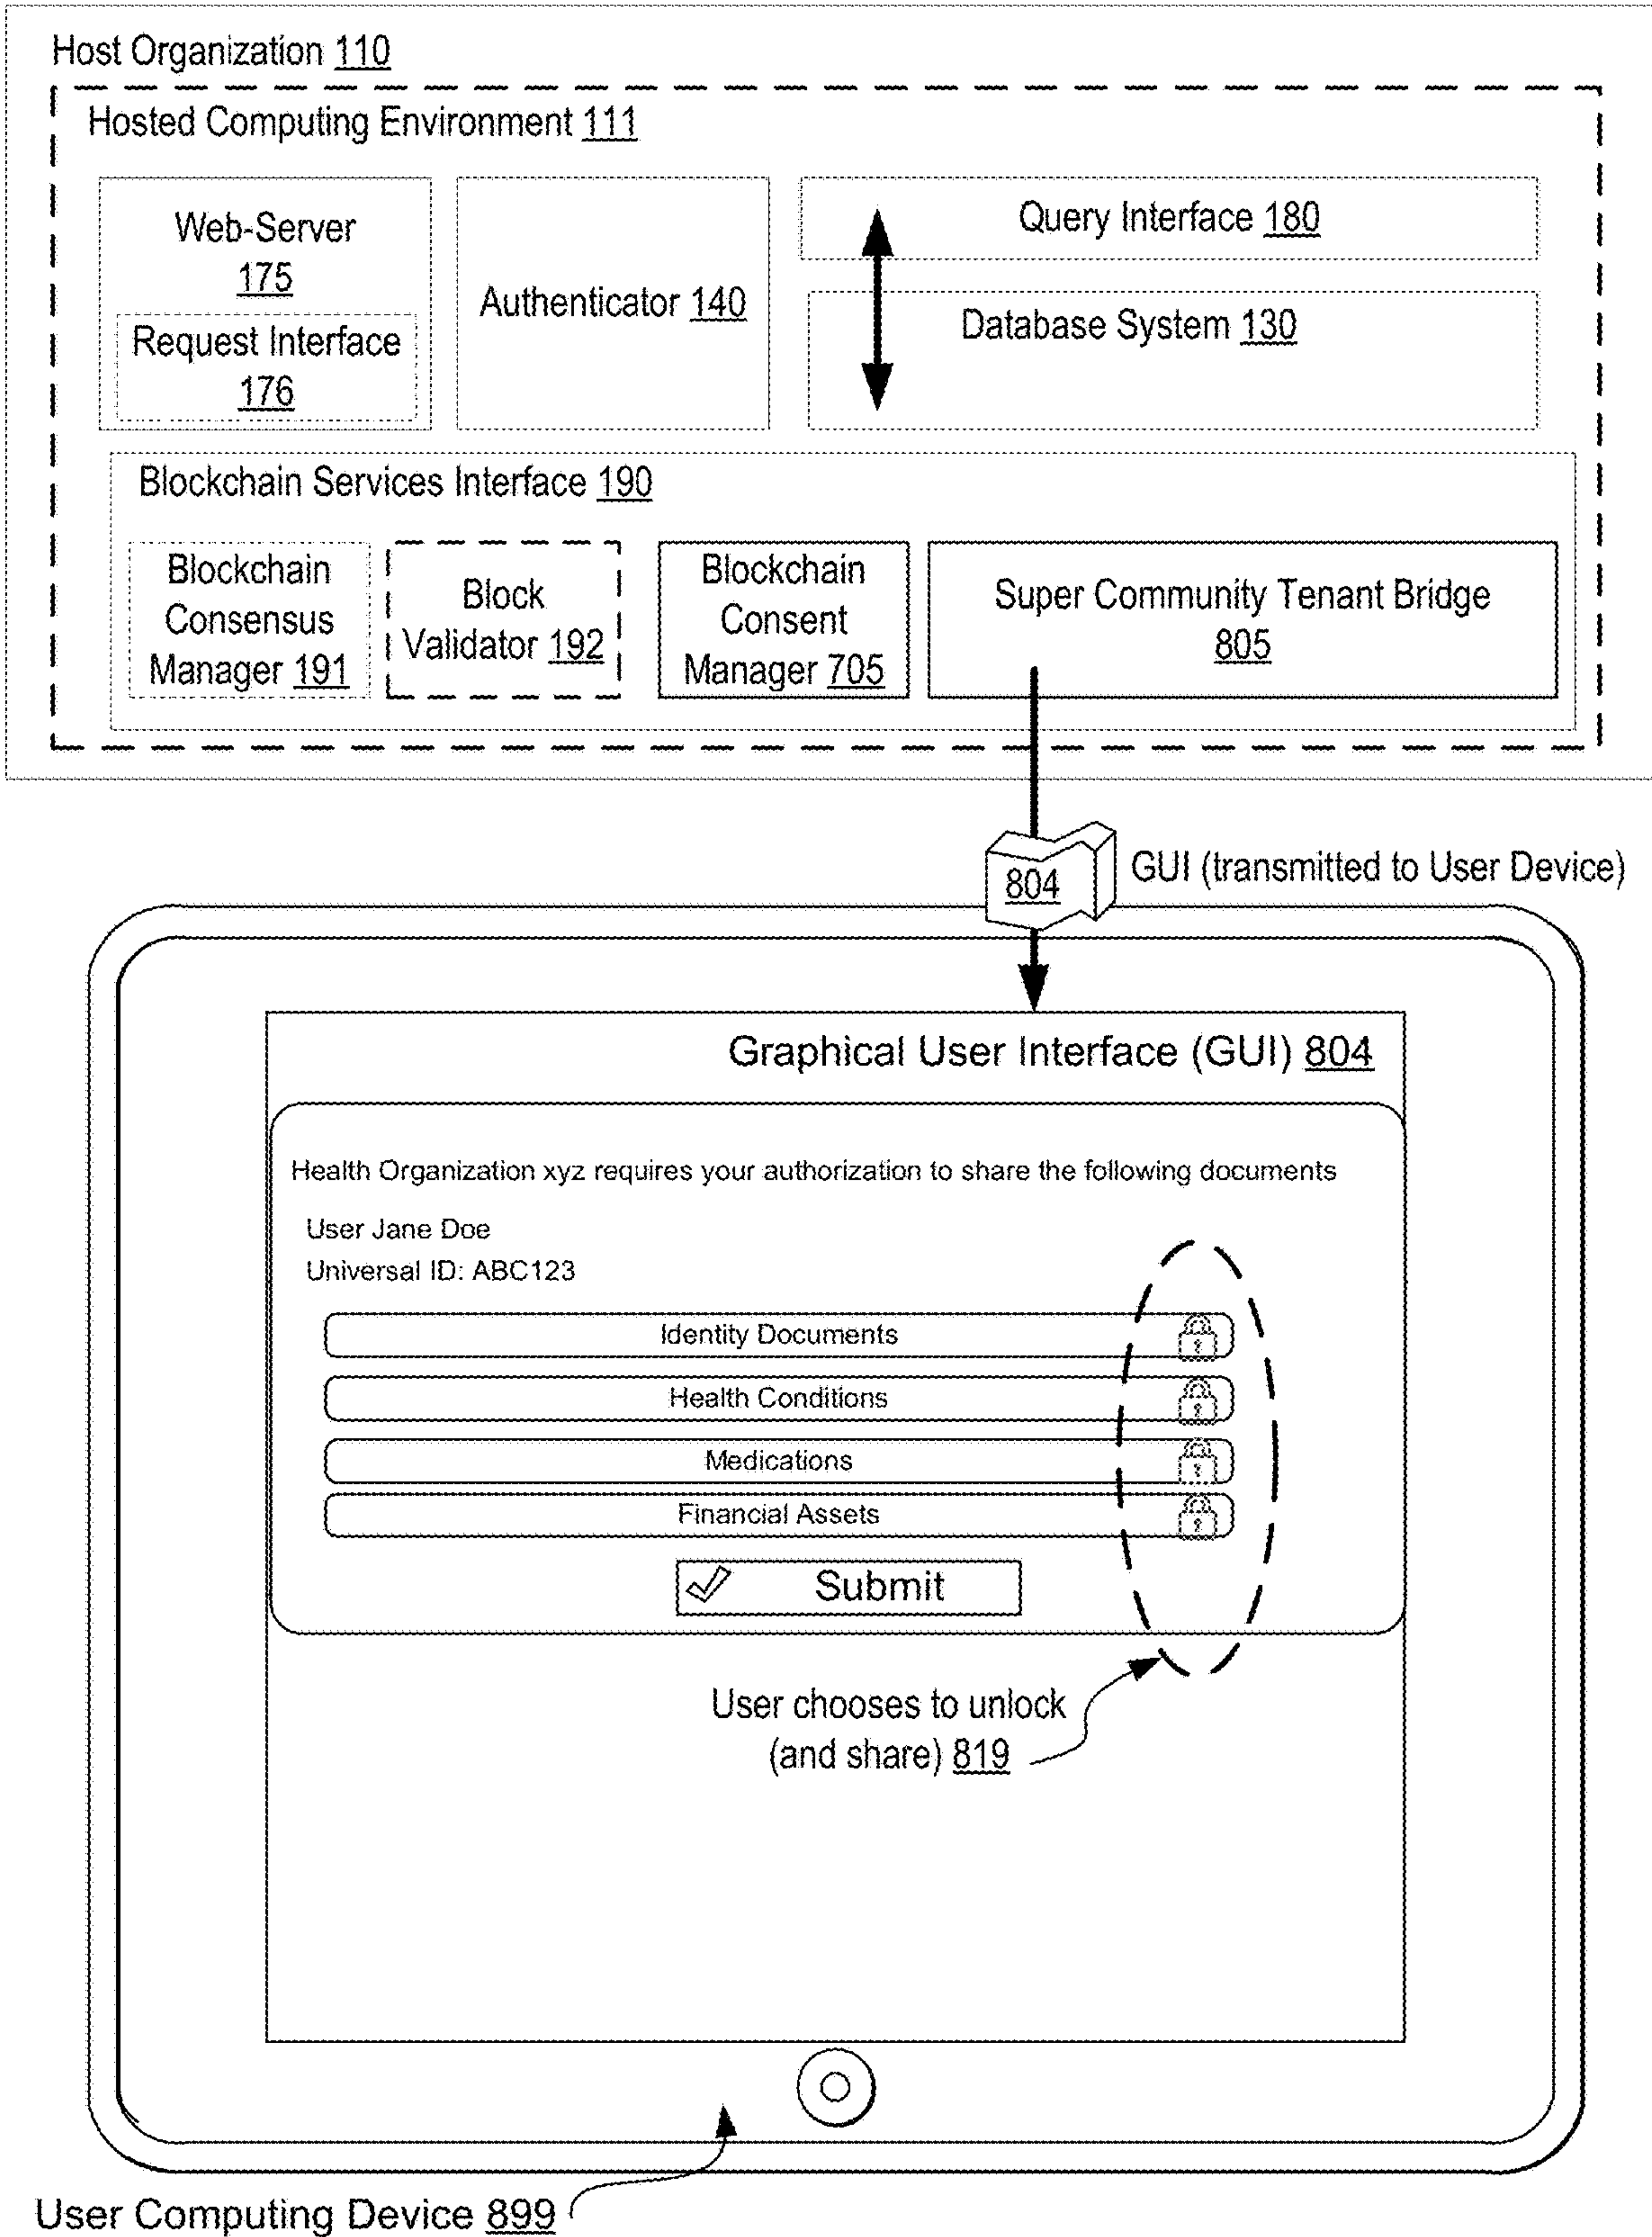 Host Organization 110
Hosted Computing Environment 111
Web-Server
175
Request Interface
176
Authenticator 140
Query Interface 180
Database System 130
Blockchain Services Interface 190
Blockchain
Consensus
Manager 191
Block
Validator 192
Blockchain
Consent
Manager 705
Super Community Tenant Bridge
805
804
GUI (transmitted to User Device)
Graphical User Interface (GUI) 804
Health Organization xyz requires your authorization to share the following documents
User Jane Doe
Universal ID: ABC123
Identity Documents
Health Conditions
Medications
Financial Assets
Submit
User chooses to unlock
(and share) 819
User Computing Device 899